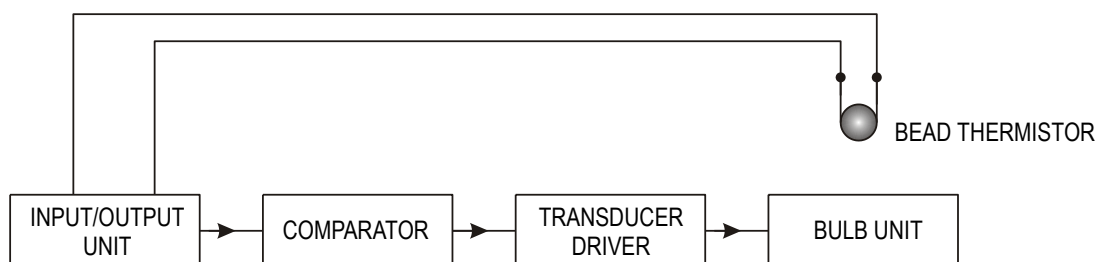 BEAD THERMISTOR
INPUT/OUTPUT
UNIT
COMPARATOR
TRANSDUCER
DRIVER
BULB UNIT